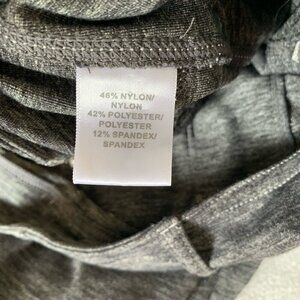 46% NYLON/
NYLON
42% POLYESTER/
POLYESTER
12% SPANDEX/
SPANDEX